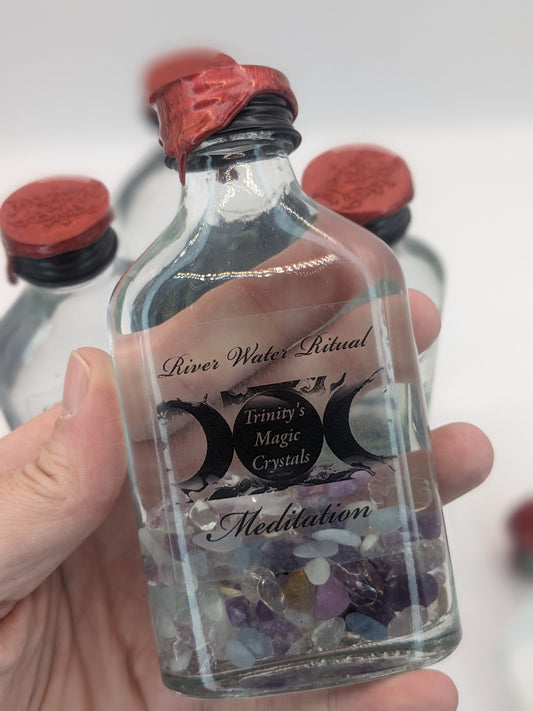 River Water Ritual
Trinity's
Magic
Crystals
Meditation